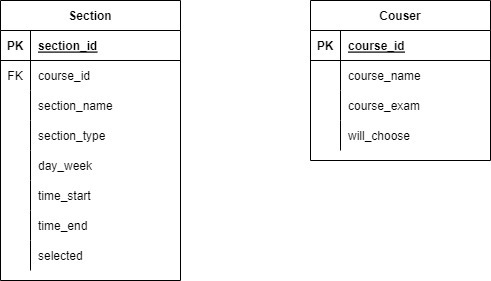 Section
PK section_id
FK course_id
section_name
section_type
day_week
time_start
time_end
selected
Couser
PK course_id
course_name
course_exam
will_choose